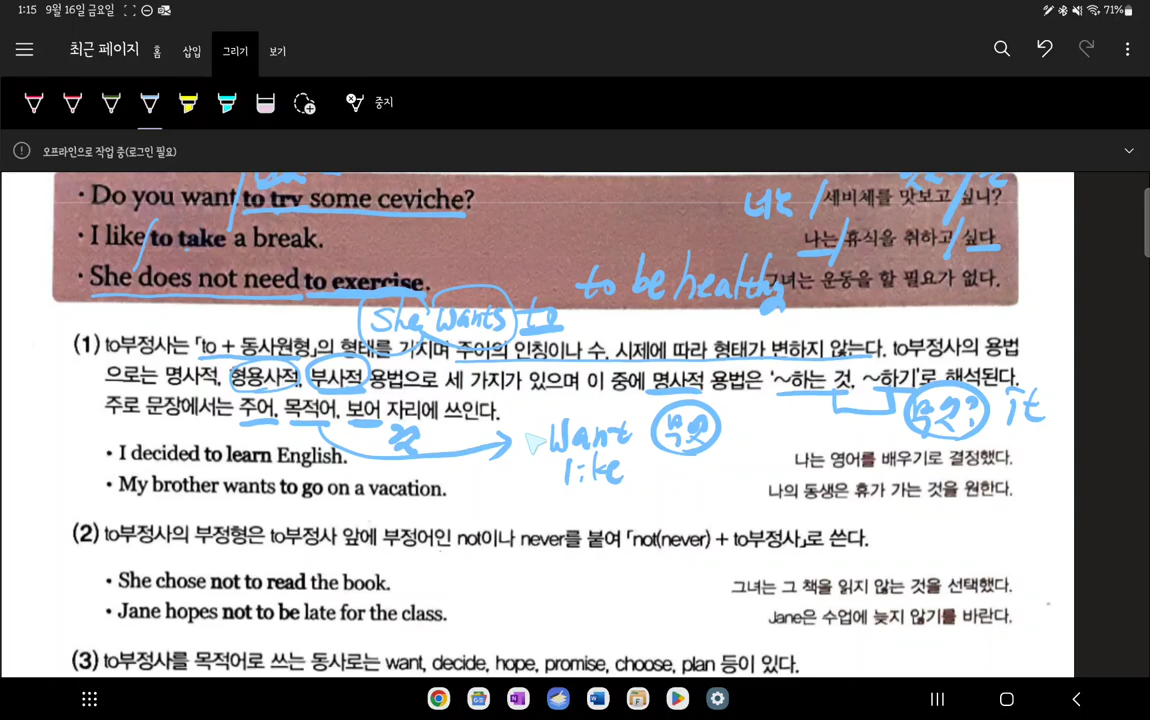 1:15 9월 16일 금요일 71%
최근 페이지 홈 삽입 그리기 보기
중지
오프라인으로 작업 중(로그인 필요)
· Do you want to try some ceviche? 너는 / 세비체를 맛보고 싶니?
· I like to take a break. 나는 휴식을 취하고 싶다.
· She does not need to exercise. 그녀는 운동을 할 필요가 없다.
to be healthy
She wants to
(1) to부정사는 「to + 동사원형」의 형태를 가지며 주어의 인칭이나 수, 시제에 따라 형태가 변하지 않는다. to부정사의 용법
으로는 명사적, 형용사적, 부사적 용법으로 세 가지가 있으며 이 중에 명사적 용법은 '~하는 것, ~하기'로 해석된다.
주로 문장에서는 주어, 목적어, 보어 자리에 쓰인다. 무엇? it
want 무엇
like
· I decided to learn English. 나는 영어를 배우기로 결정했다.
· My brother wants to go on a vacation. 나의 동생은 휴가 가는 것을 원한다.
(2) to부정사의 부정형은 to부정사 앞에 부정어인 not이나 never를 붙여 「not(never) + to부정사」로 쓴다.
· She chose not to read the book. 그녀는 그 책을 읽지 않는 것을 선택했다.
· Jane hopes not to be late for the class. Jane은 수업에 늦지 않기를 바란다.
(3) to부정사를 목적어로 쓰는 동사로는 want, decide, hope, promise, choose, plan 등이 있다.